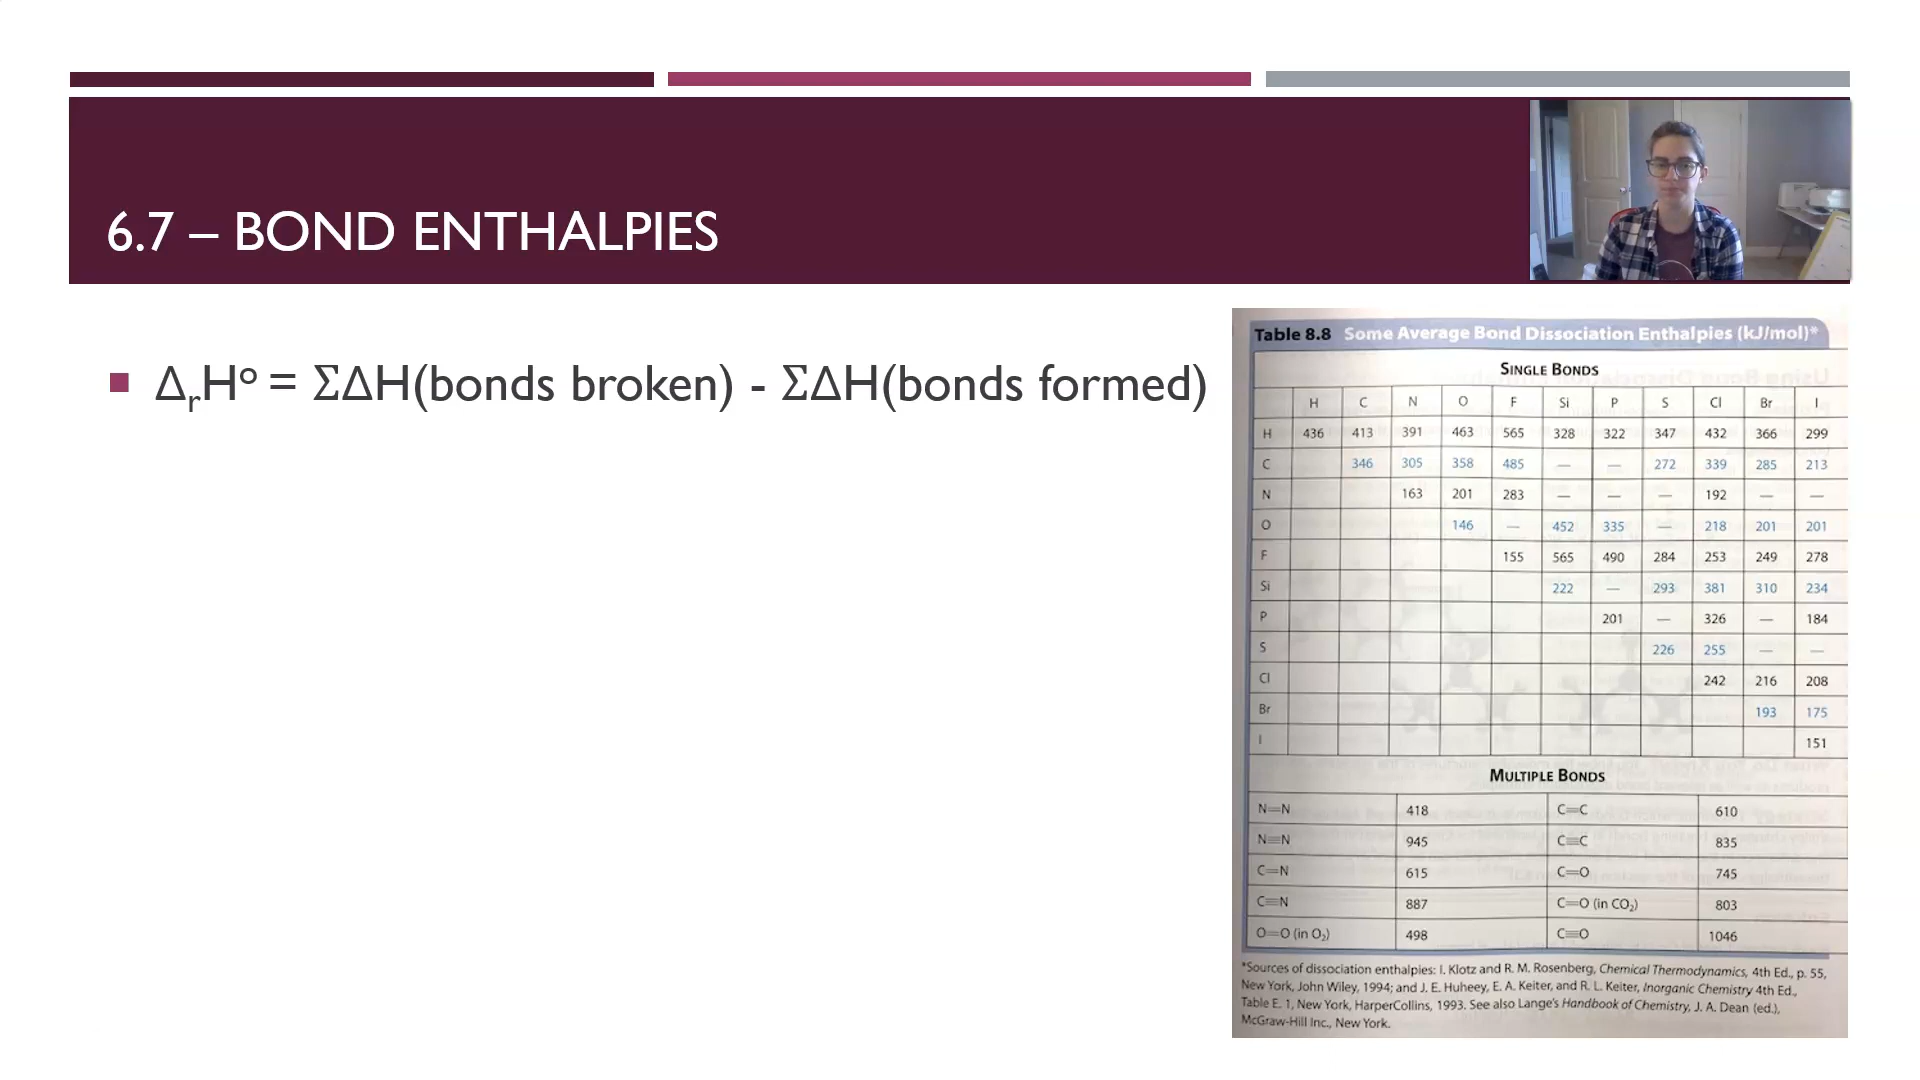 6.7 – BOND ENTHALPIES
ΔrHo = ΣΔH(bonds broken) - ΣΔH(bonds formed)
Table 8.8 Some Average Bond Dissociation Enthalpies (kJ/mol)*
SINGLE BONDS
H C N O F Si P S Cl Br I
H 436 413 391 463 565 328 322 347 432 366 299
C 346 305 358 485 — — 272 339 285 213
N 163 201 283 — — — 192 — —
O 146 — 452 335 — 218 201 201
F 155 565 490 284 253 249 278
Si 222 — 293 381 310 234
P 201 — 326 — 184
S 226 255 — —
Cl 242 216 208
Br 193 175
I 151
MULTIPLE BONDS
N=N 418 C=C 610
N≡N 945 C≡C 835
C=N 615 C=O 745
C≡N 887 C=O (in CO2) 803
O=O (in O2) 498 C≡O 1046
*Sources of dissociation enthalpies: I. Klotz and R. M. Rosenberg, Chemical Thermodynamics, 4th Ed., p. 55,
New York, John Wiley, 1994; and J. E. Huheey, E. A. Keiter, and R. L. Keiter, Inorganic Chemistry 4th Ed.,
Table E. 1, New York, HarperCollins, 1993. See also Lange's Handbook of Chemistry, J. A. Dean (ed.),
McGraw-Hill Inc., New York.